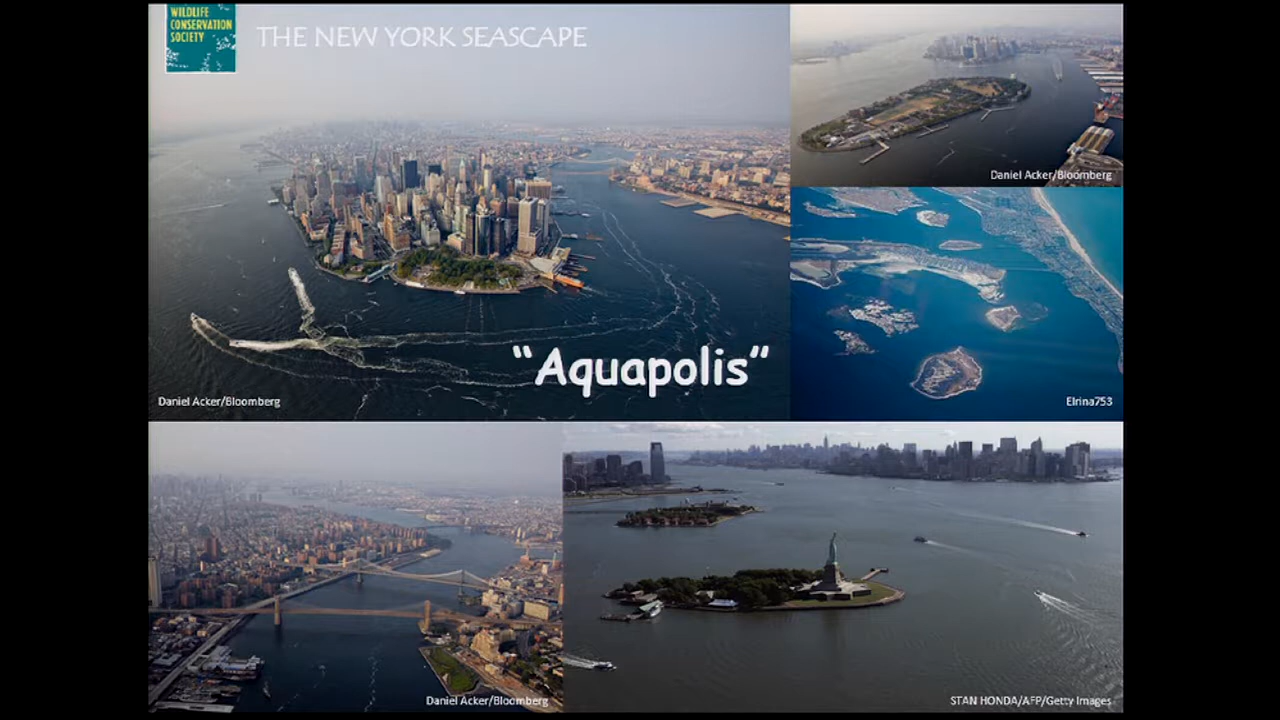 WILDLIFE
CONSERVATION
SOCIETY
THE NEW YORK SEASCAPE
Daniel Acker/Bloomberg
“Aquapolis”
Daniel Acker/Bloomberg
Elrina753
Daniel Acker/Bloomberg
STAN HONDA/AFP/Getty Images